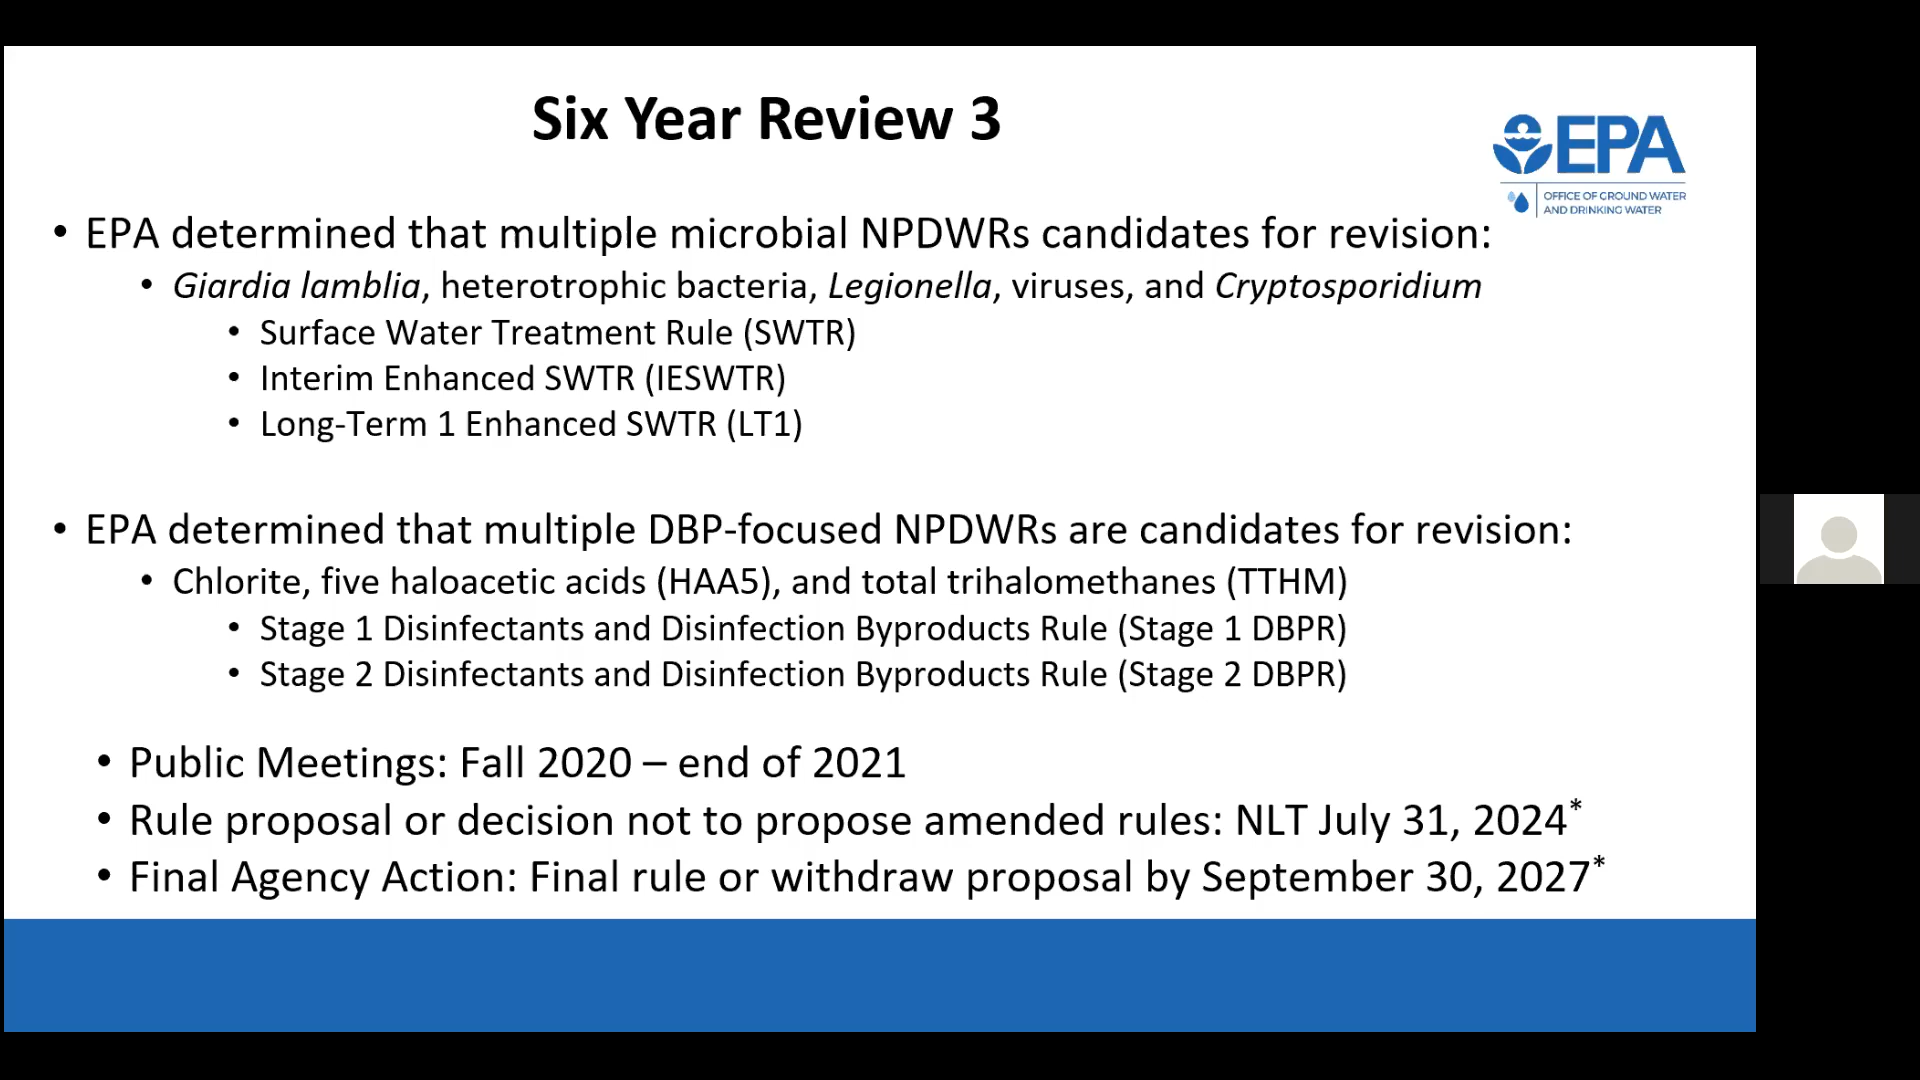 Six Year Review 3
EPA
OFFICE OF GROUND WATER
AND DRINKING WATER
• EPA determined that multiple microbial NPDWRs candidates for revision:
• Giardia lamblia, heterotrophic bacteria, Legionella, viruses, and Cryptosporidium
• Surface Water Treatment Rule (SWTR)
• Interim Enhanced SWTR (IESWTR)
• Long-Term 1 Enhanced SWTR (LT1)
• EPA determined that multiple DBP-focused NPDWRs are candidates for revision:
• Chlorite, five haloacetic acids (HAA5), and total trihalomethanes (TTHM)
• Stage 1 Disinfectants and Disinfection Byproducts Rule (Stage 1 DBPR)
• Stage 2 Disinfectants and Disinfection Byproducts Rule (Stage 2 DBPR)
• Public Meetings: Fall 2020 – end of 2021
• Rule proposal or decision not to propose amended rules: NLT July 31, 2024*
• Final Agency Action: Final rule or withdraw proposal by September 30, 2027*